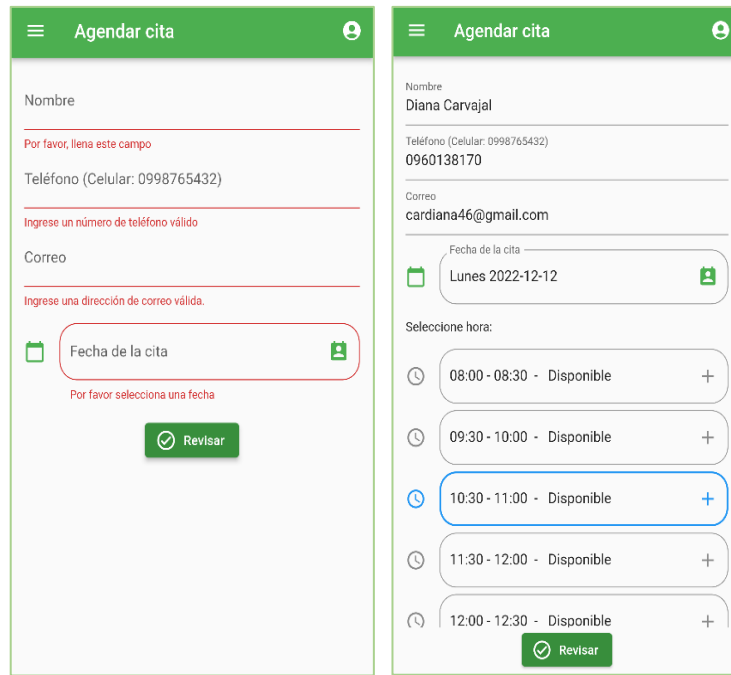 Agendar cita
Nombre
Por favor, llena este campo
Teléfono (Celular: 0998765432)
Ingrese un número de teléfono válido
Correo
Ingrese una dirección de correo válida.
Fecha de la cita
Por favor selecciona una fecha
Revisar
Agendar cita
Nombre
Diana Carvajal
Teléfono (Celular: 0998765432)
0960138170
Correo
cardiana46@gmail.com
Fecha de la cita
Lunes 2022-12-12
Seleccione hora:
08:00 - 08:30 - Disponible
09:30 - 10:00 - Disponible
10:30 - 11:00 - Disponible
11:30 - 12:00 - Disponible
12:00 - 12:30 - Disponible
Revisar